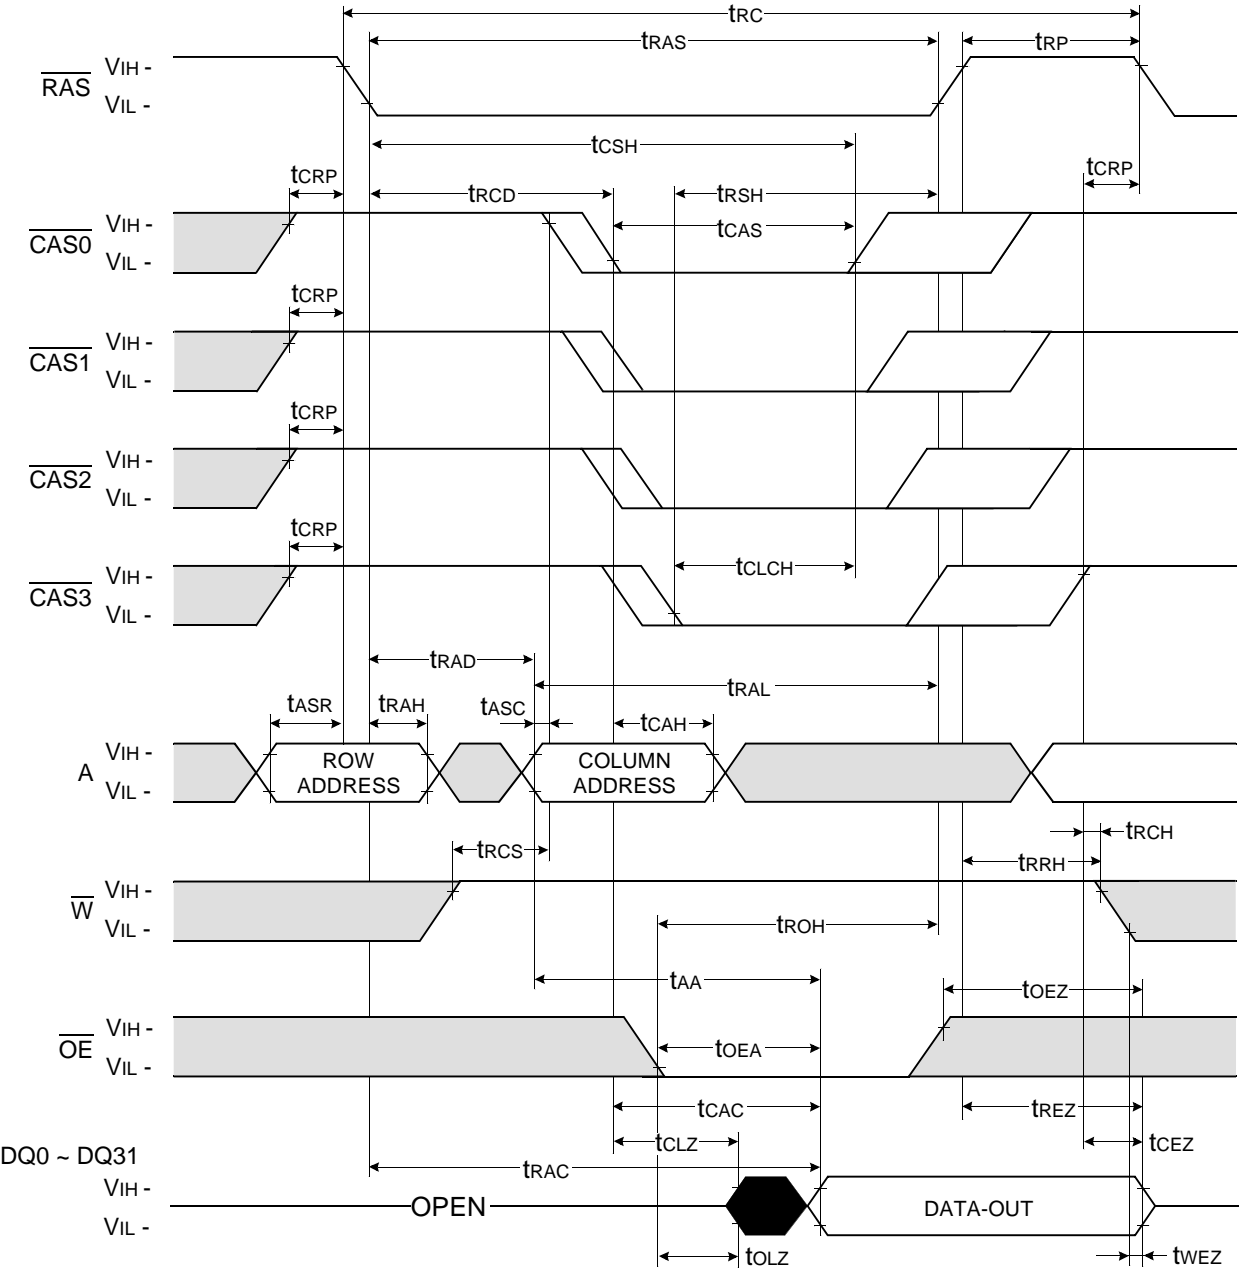 tRC
tRAS
tRP
RAS
VIH -
VIL -
tCSH
tCRP
tRCD
tRSH
tCRP
CAS0
VIH -
VIL -
tCAS
tCRP
CAS1
VIH -
VIL -
tCRP
CAS2
VIH -
VIL -
tCRP
CAS3
VIH -
VIL -
tCLCH
tRAD
tRAL
tASR
tRAH
tASC
tCAH
A
VIH -
VIL -
ROW
ADDRESS
COLUMN
ADDRESS
tRCH
tRCS
tRRH
W
VIH -
VIL -
tROH
tAA
tOEZ
OE
VIH -
VIL -
tOEA
tCAC
tREZ
tCLZ
tCEZ
DQ0 ~ DQ31
tRAC
VIH -
VIL -
OPEN
DATA-OUT
tOLZ
tWEZ